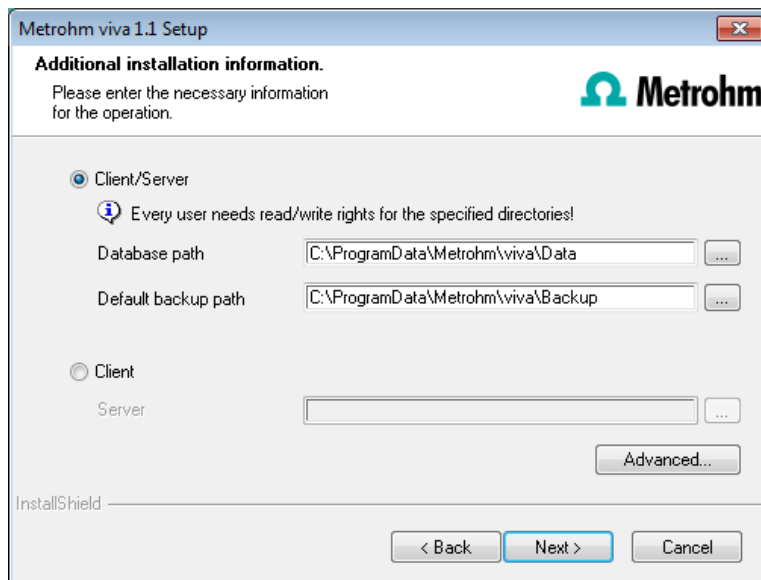 Metrohm viva 1.1 Setup
Additional installation information.
Please enter the necessary information
for the operation.
Metrohm
Client/Server
Every user needs read/write rights for the specified directories!
Database path C:\ProgramData\Metrohm\viva\Data ...
Default backup path C:\ProgramData\Metrohm\viva\Backup ...
Client
Server ...
Advanced...
InstallShield
< Back Next > Cancel